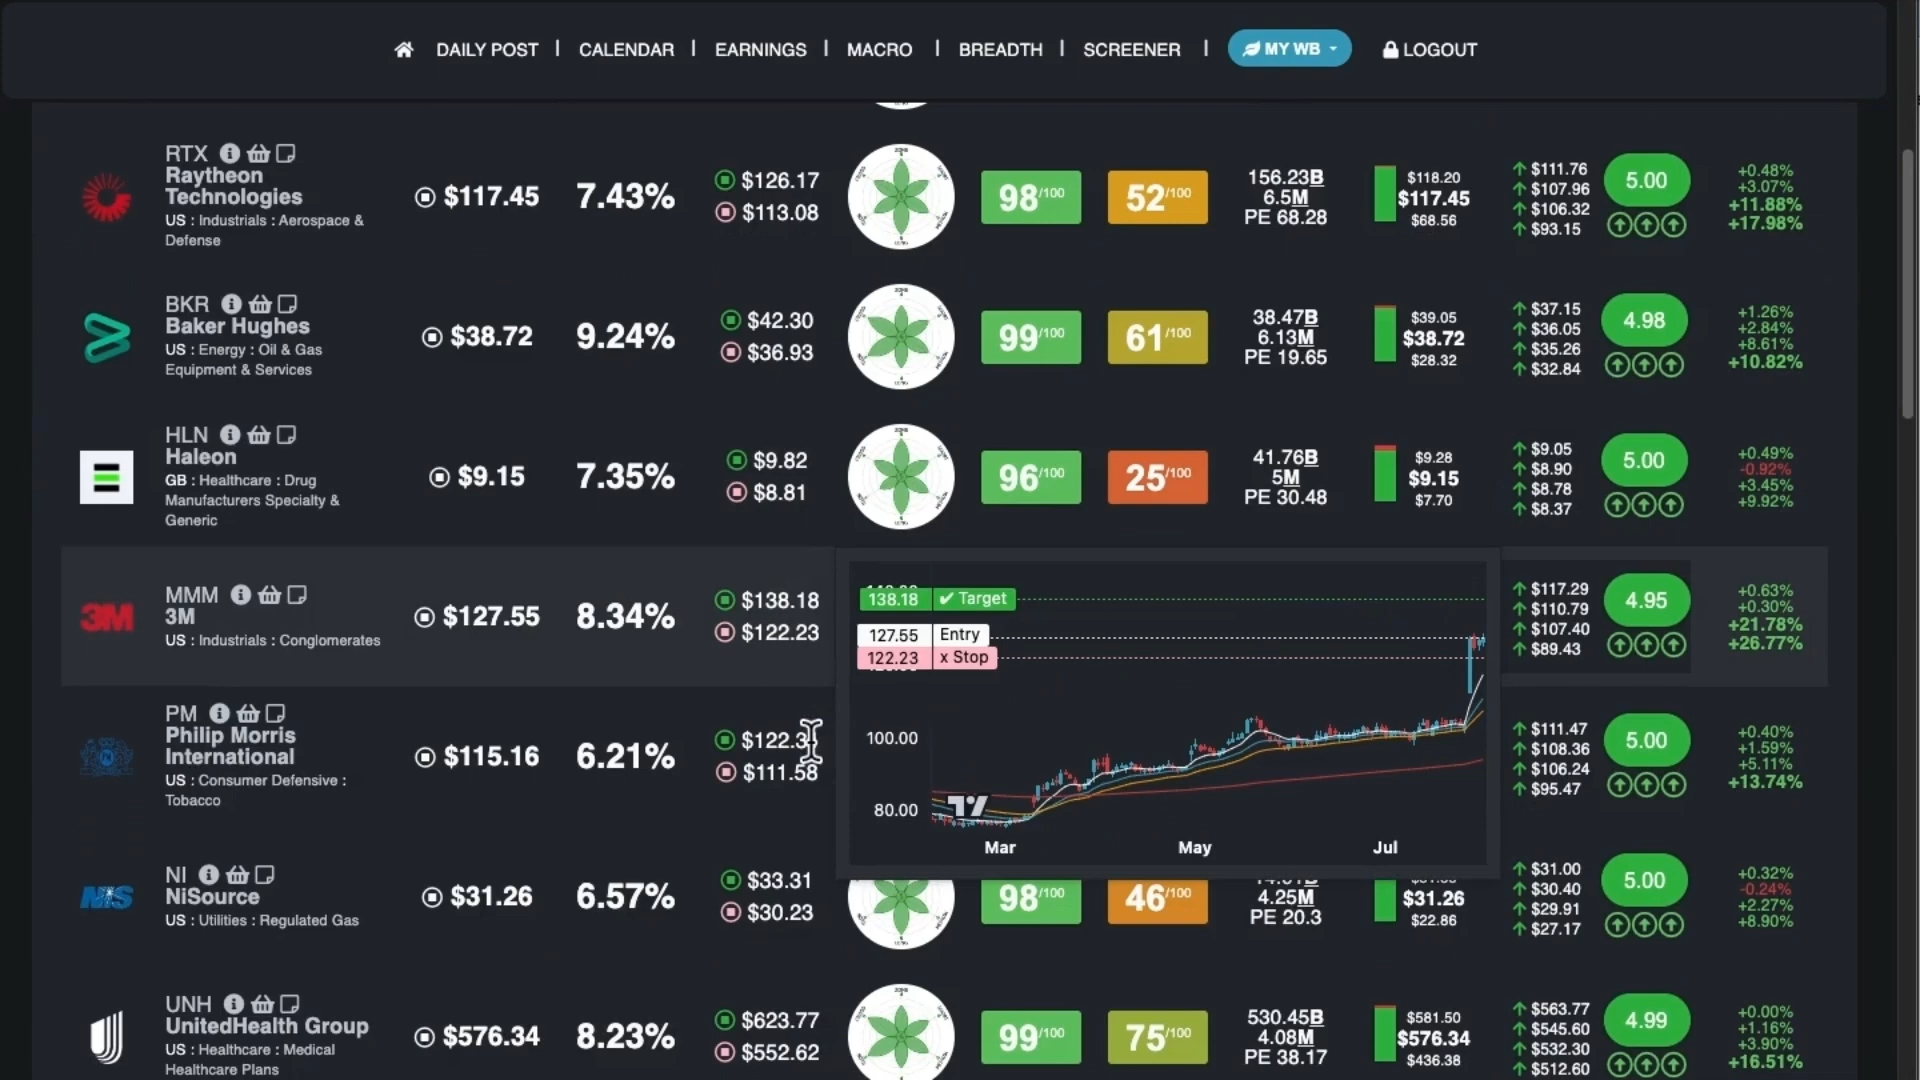 DAILY POST | CALENDAR | EARNINGS | MACRO | BREADTH | SCREENER | MY WB LOGOUT
RTX
Raytheon
Technologies
US : Industrials : Aerospace &
Defense
$117.45
7.43%
$126.17
$113.08
98/100
52/100
156.23B
6.5M
PE 68.28
$118.20
$117.45
$68.56
$111.76
$107.96
$106.32
$93.15
5.00
+0.48%
+3.07%
+11.88%
+17.98%
BKR
Baker Hughes
US : Energy : Oil & Gas
Equipment & Services
$38.72
9.24%
$42.30
$36.93
99/100
61/100
38.47B
6.13M
PE 19.65
$39.05
$38.72
$28.32
$37.15
$36.05
$35.26
$32.84
4.98
+1.26%
+2.84%
+8.61%
+10.82%
HLN
Haleon
GB : Healthcare : Drug
Manufacturers Specialty &
Generic
$9.15
7.35%
$9.82
$8.81
96/100
25/100
41.76B
5M
PE 30.48
$9.28
$9.15
$7.70
$9.05
$8.90
$8.78
$8.37
5.00
+0.49%
-0.92%
+3.45%
+9.92%
3M
MMM
3M
US : Industrials : Conglomerates
$127.55
8.34%
$138.18
$122.23
138.18 ✔ Target
127.55 Entry
122.23 x Stop
100.00
80.00
Mar
May
Jul
$117.29
$110.79
$107.40
$89.43
4.95
+0.63%
+0.30%
+21.78%
+26.77%
PM
Philip Morris
International
US : Consumer Defensive :
Tobacco
$115.16
6.21%
$111.58
$111.47
$108.36
$106.24
$95.47
5.00
+0.40%
+1.59%
+5.11%
+13.74%
NI
NiSource
US : Utilities : Regulated Gas
$31.26
6.57%
$33.31
$30.23
98/100
46/100
4.25M
PE 20.3
$31.26
$22.86
$31.00
$30.40
$29.91
$27.17
5.00
+0.32%
-0.24%
+2.27%
+8.90%
UNH
UnitedHealth Group
US : Healthcare : Medical
Healthcare Plans
$576.34
8.23%
$623.77
$552.62
99/100
75/100
530.45B
4.08M
PE 38.17
$581.50
$576.34
$436.38
$563.77
$545.60
$532.30
$512.60
4.99
+0.00%
+1.16%
+3.90%
+16.51%